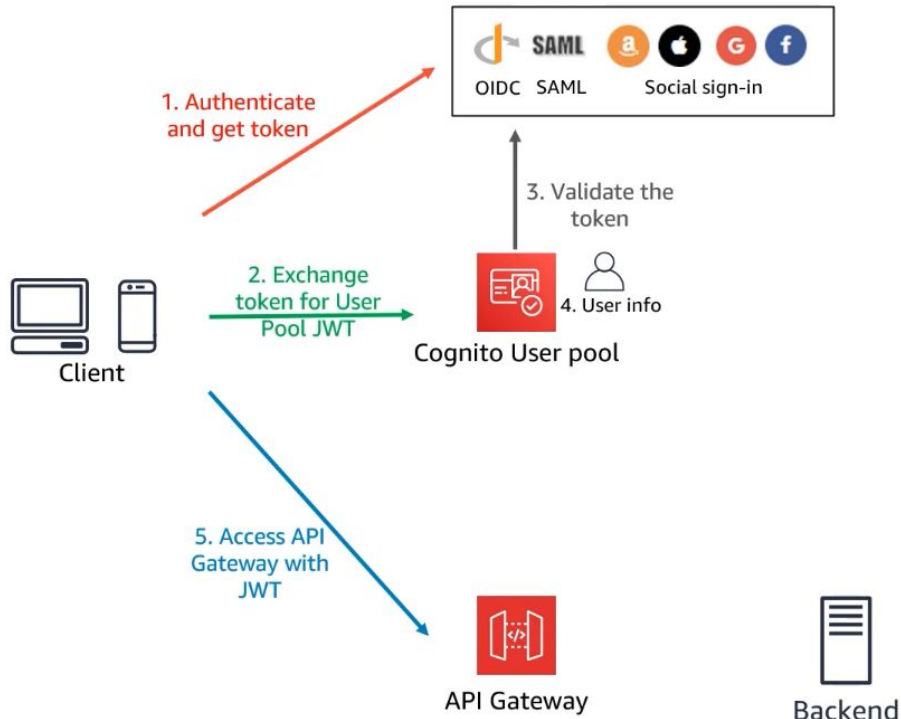 SAML
a
G
f
OIDC SAML Social sign-in
1. Authenticate
and get token
3. Validate the
token
2. Exchange
token for User
Pool JWT
4. User info
Cognito User pool
Client
5. Access API
Gateway with
JWT
</>
API Gateway
Backend